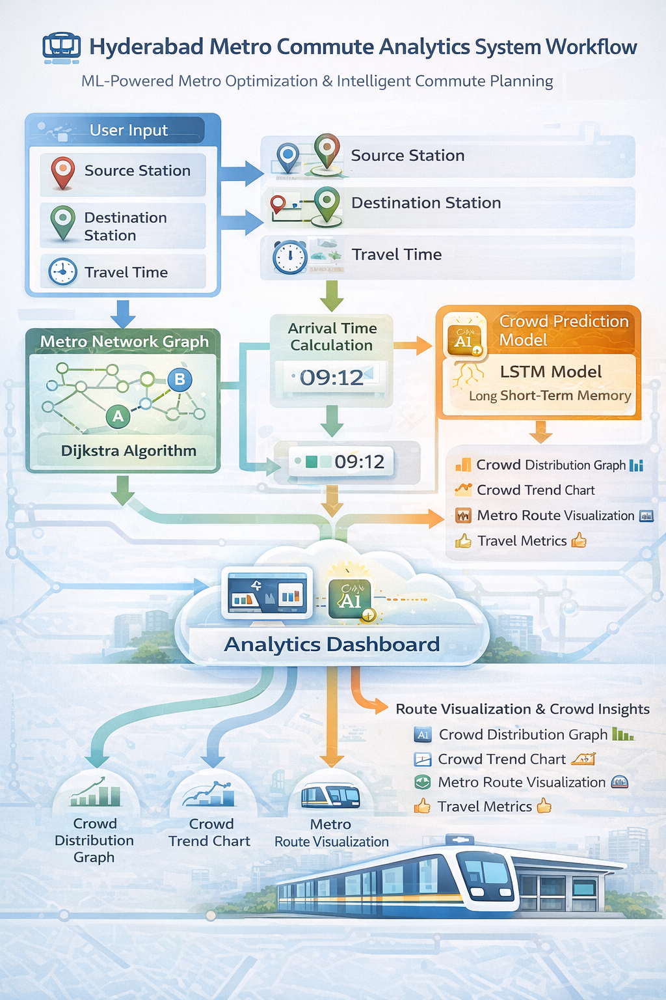 Hyderabad Metro Commute Analytics System Workflow
ML-Powered Metro Optimization & Intelligent Commute Planning
User Input
Source Station
Destination
Station
Travel Time
Source Station
Destination Station
Travel Time
Metro Network Graph
B
A
Dijkstra Algorithm
Arrival Time
Calculation
09:12
09:12
Crowd Prediction
Model
Ai
LSTM Model
Long Short-Term Memory
Crowd Distribution Graph
Crowd Trend Chart
Metro Route Visualization
Travel Metrics
Ai
Analytics Dashboard
Route Visualization & Crowd Insights
AI
Crowd Distribution Graph
Crowd Trend Chart
Metro Route Visualization
Travel Metrics
Crowd
Distribution
Graph
Crowd
Trend Chart
Metro
Route Visualization